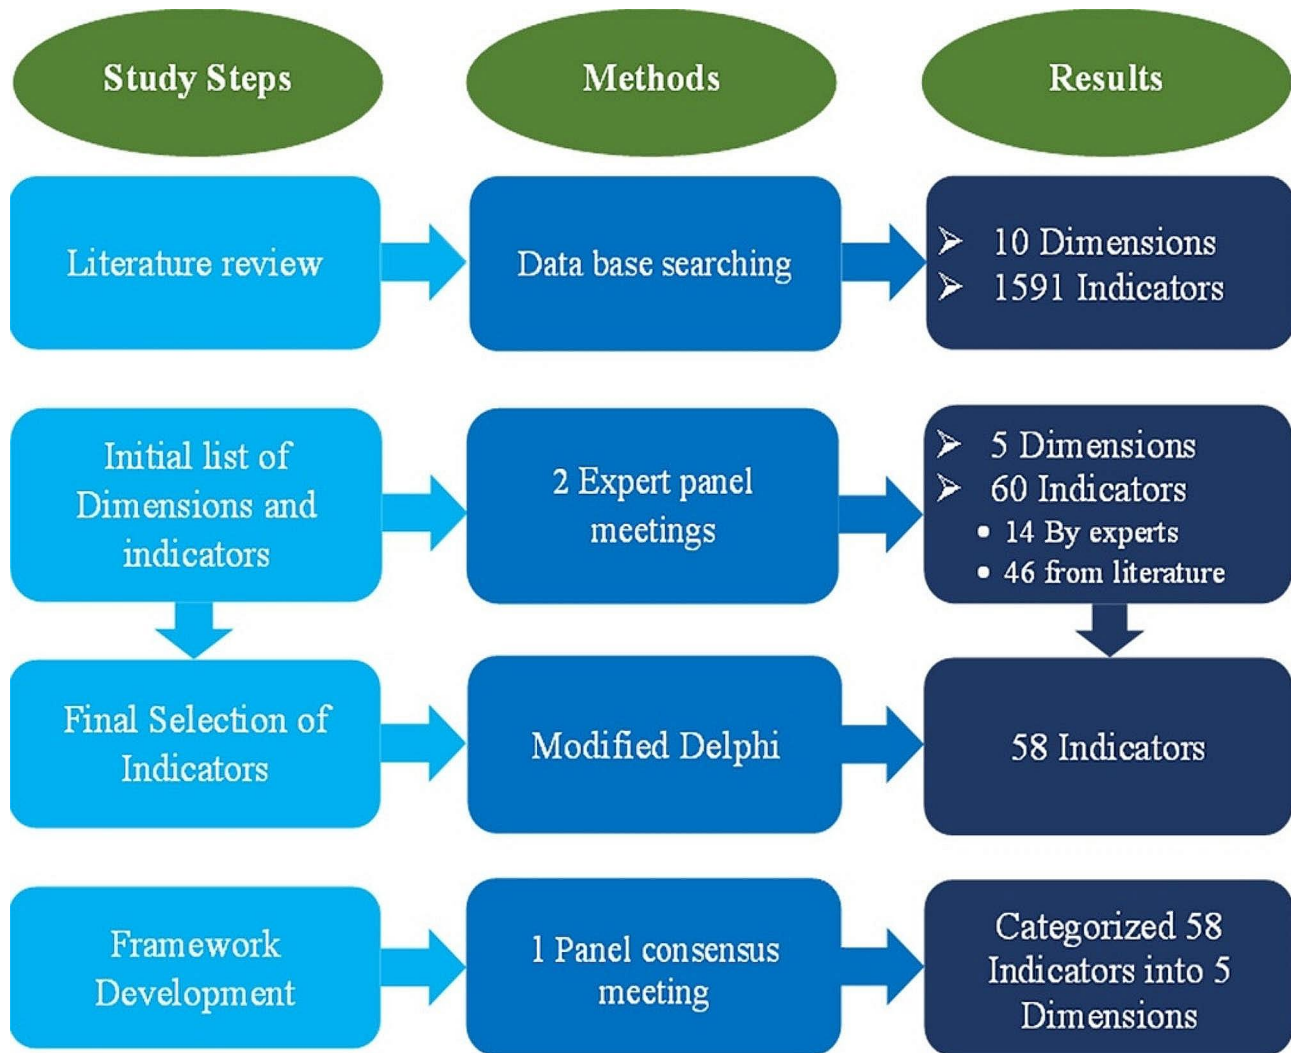 Study Steps
Methods
Results
Literature review
Data base searching
➢ 10 Dimensions
➢ 1591 Indicators
Initial list of
Dimensions and
indicators
2 Expert panel
meetings
➢ 5 Dimensions
➢ 60 Indicators
• 14 By experts
• 46 from literature
Final Selection of
Indicators
Modified Delphi
58 Indicators
Framework
Development
1 Panel consensus
meeting
Categorized 58
Indicators into 5
Dimensions